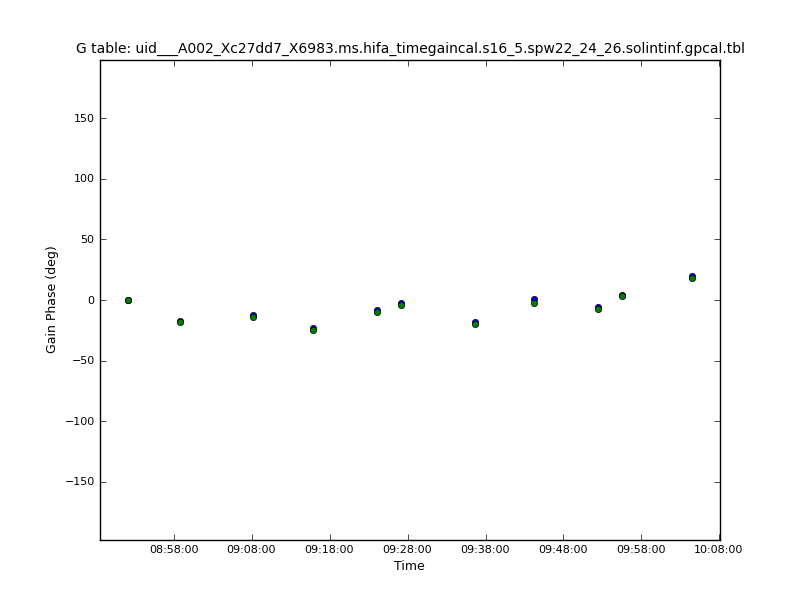 G table: uid___A002_Xc27dd7_X6983.ms.hifa_timegaincal.s16_5.spw22_24_26.solintinf.gpcal.tbl
Gain Phase (deg)
150
100
50
0
−50
−100
−150
08:58:00 09:08:00 09:18:00 09:28:00 09:38:00 09:48:00 09:58:00 10:08:00
Time